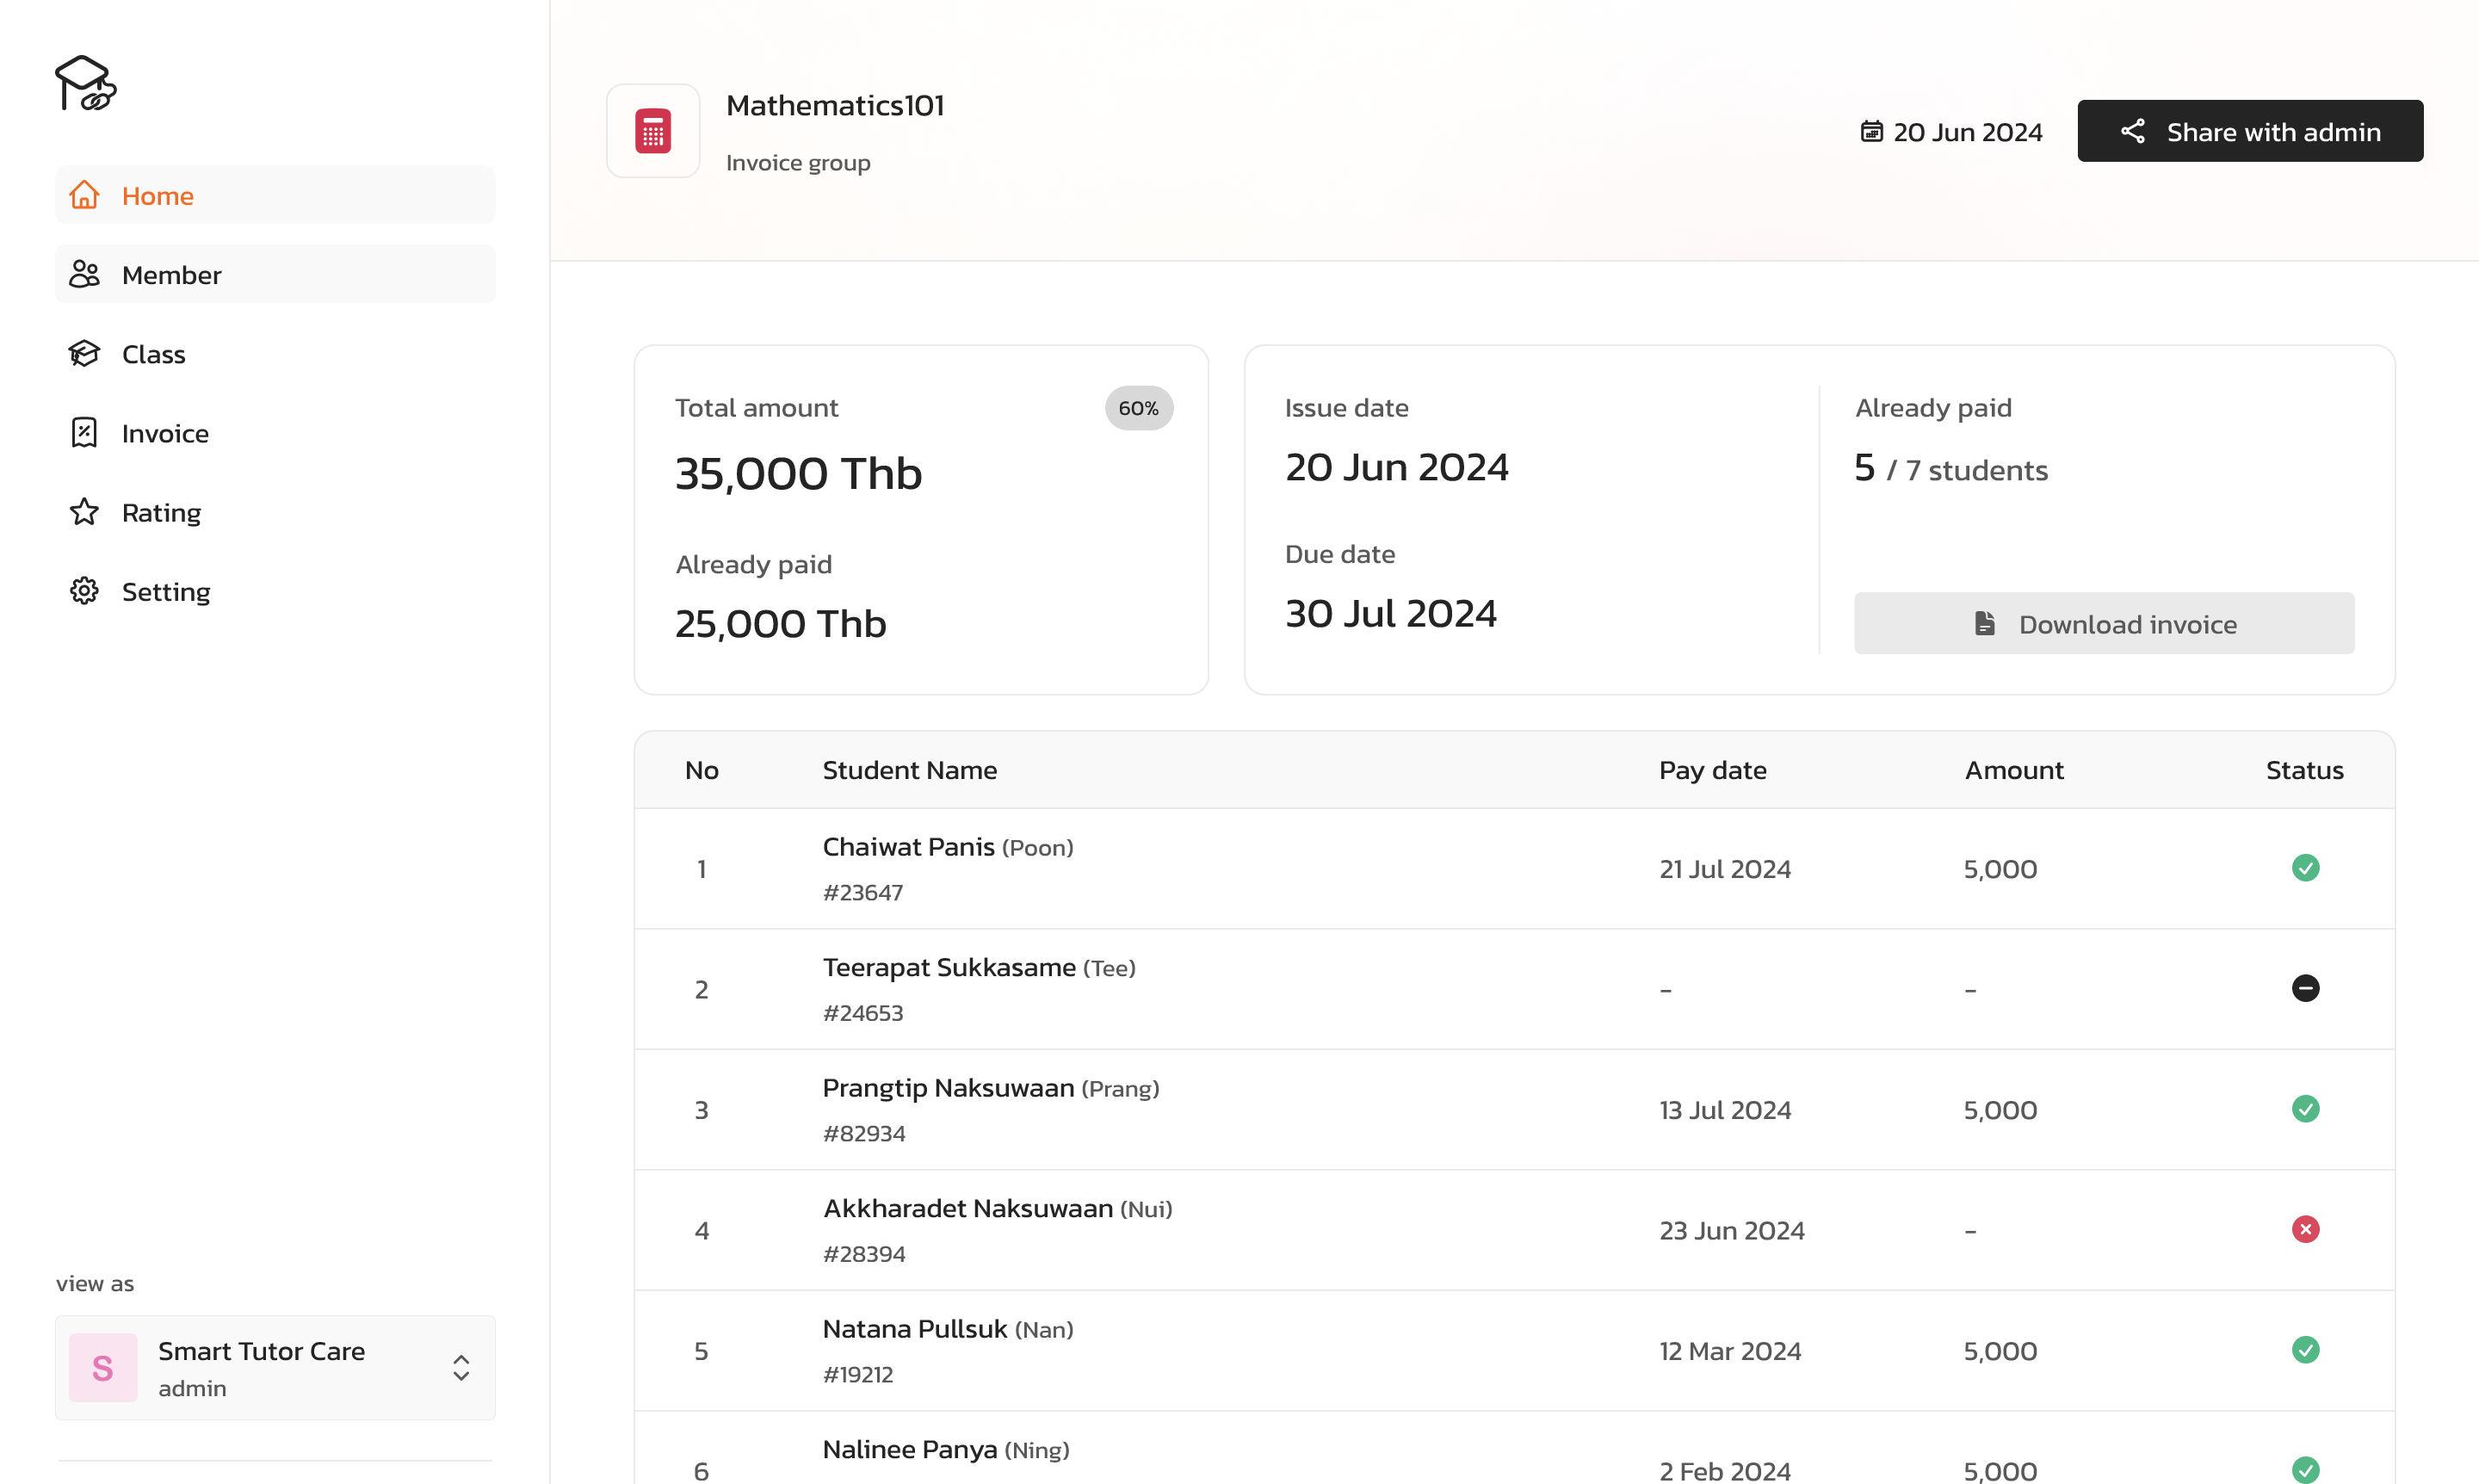 Home
Member
Class
Invoice
Rating
Setting
view as
S
Smart Tutor Care
admin
Mathematics101
Invoice group
20 Jun 2024
Share with admin
Total amount
60%
35,000 Thb
Already paid
25,000 Thb
Issue date
20 Jun 2024
Due date
30 Jul 2024
Already paid
5 / 7 students
Download invoice
No Student Name Pay date Amount Status
Chaiwat Panis (Poon)
1 21 Jul 2024 5,000
#23647
Teerapat Sukkasame (Tee)
2 - -
#24653
Prangtip Naksuwaan (Prang)
3 13 Jul 2024 5,000
#82934
Akkharadet Naksuwaan (Nui)
4 23 Jun 2024 -
#28394
Natana Pullsuk (Nan)
5 12 Mar 2024 5,000
#19212
Nalinee Panya (Ning)
6 2 Feb 2024 5,000